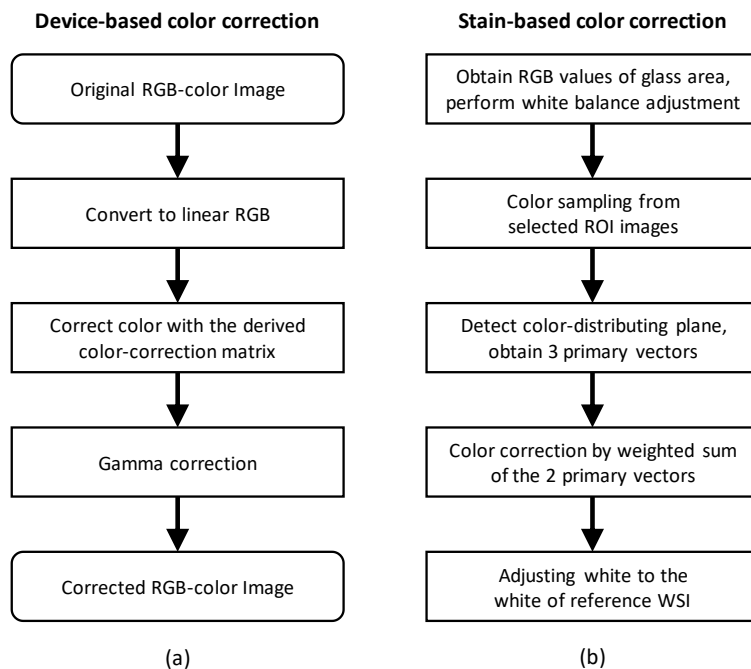 Device-based color correction
Original RGB-color Image
Convert to linear RGB
Correct color with the derived
color-correction matrix
Gamma correction
Corrected RGB-color Image
(a)
Stain-based color correction
Obtain RGB values of glass area,
perform white balance adjustment
Color sampling from
selected ROI images
Detect color-distributing plane,
obtain 3 primary vectors
Color correction by weighted sum
of the 2 primary vectors
Adjusting white to the
white of reference WSI
(b)